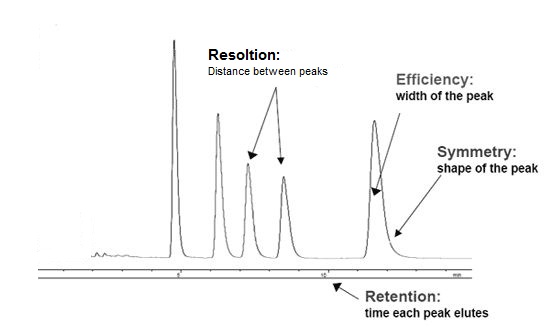 Resoltion:
Distance between peaks
Efficiency:
width of the peak
Symmetry:
shape of the peak
5
10
min
Retention:
time each peak elutes